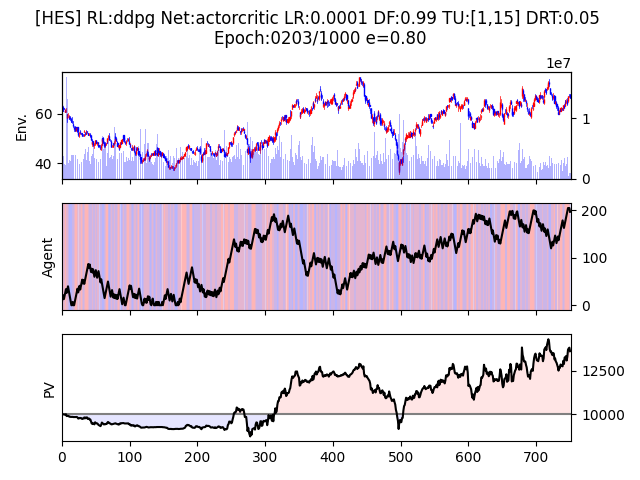 [HES] RL:ddpg Net:actorcritic LR:0.0001 DF:0.99 TU:[1,15] DRT:0.05
Epoch:0203/1000 e=0.80
1e7
Env.
60
40
1
0
Agent
200
100
0
PV
12500
10000
0 100 200 300 400 500 600 700